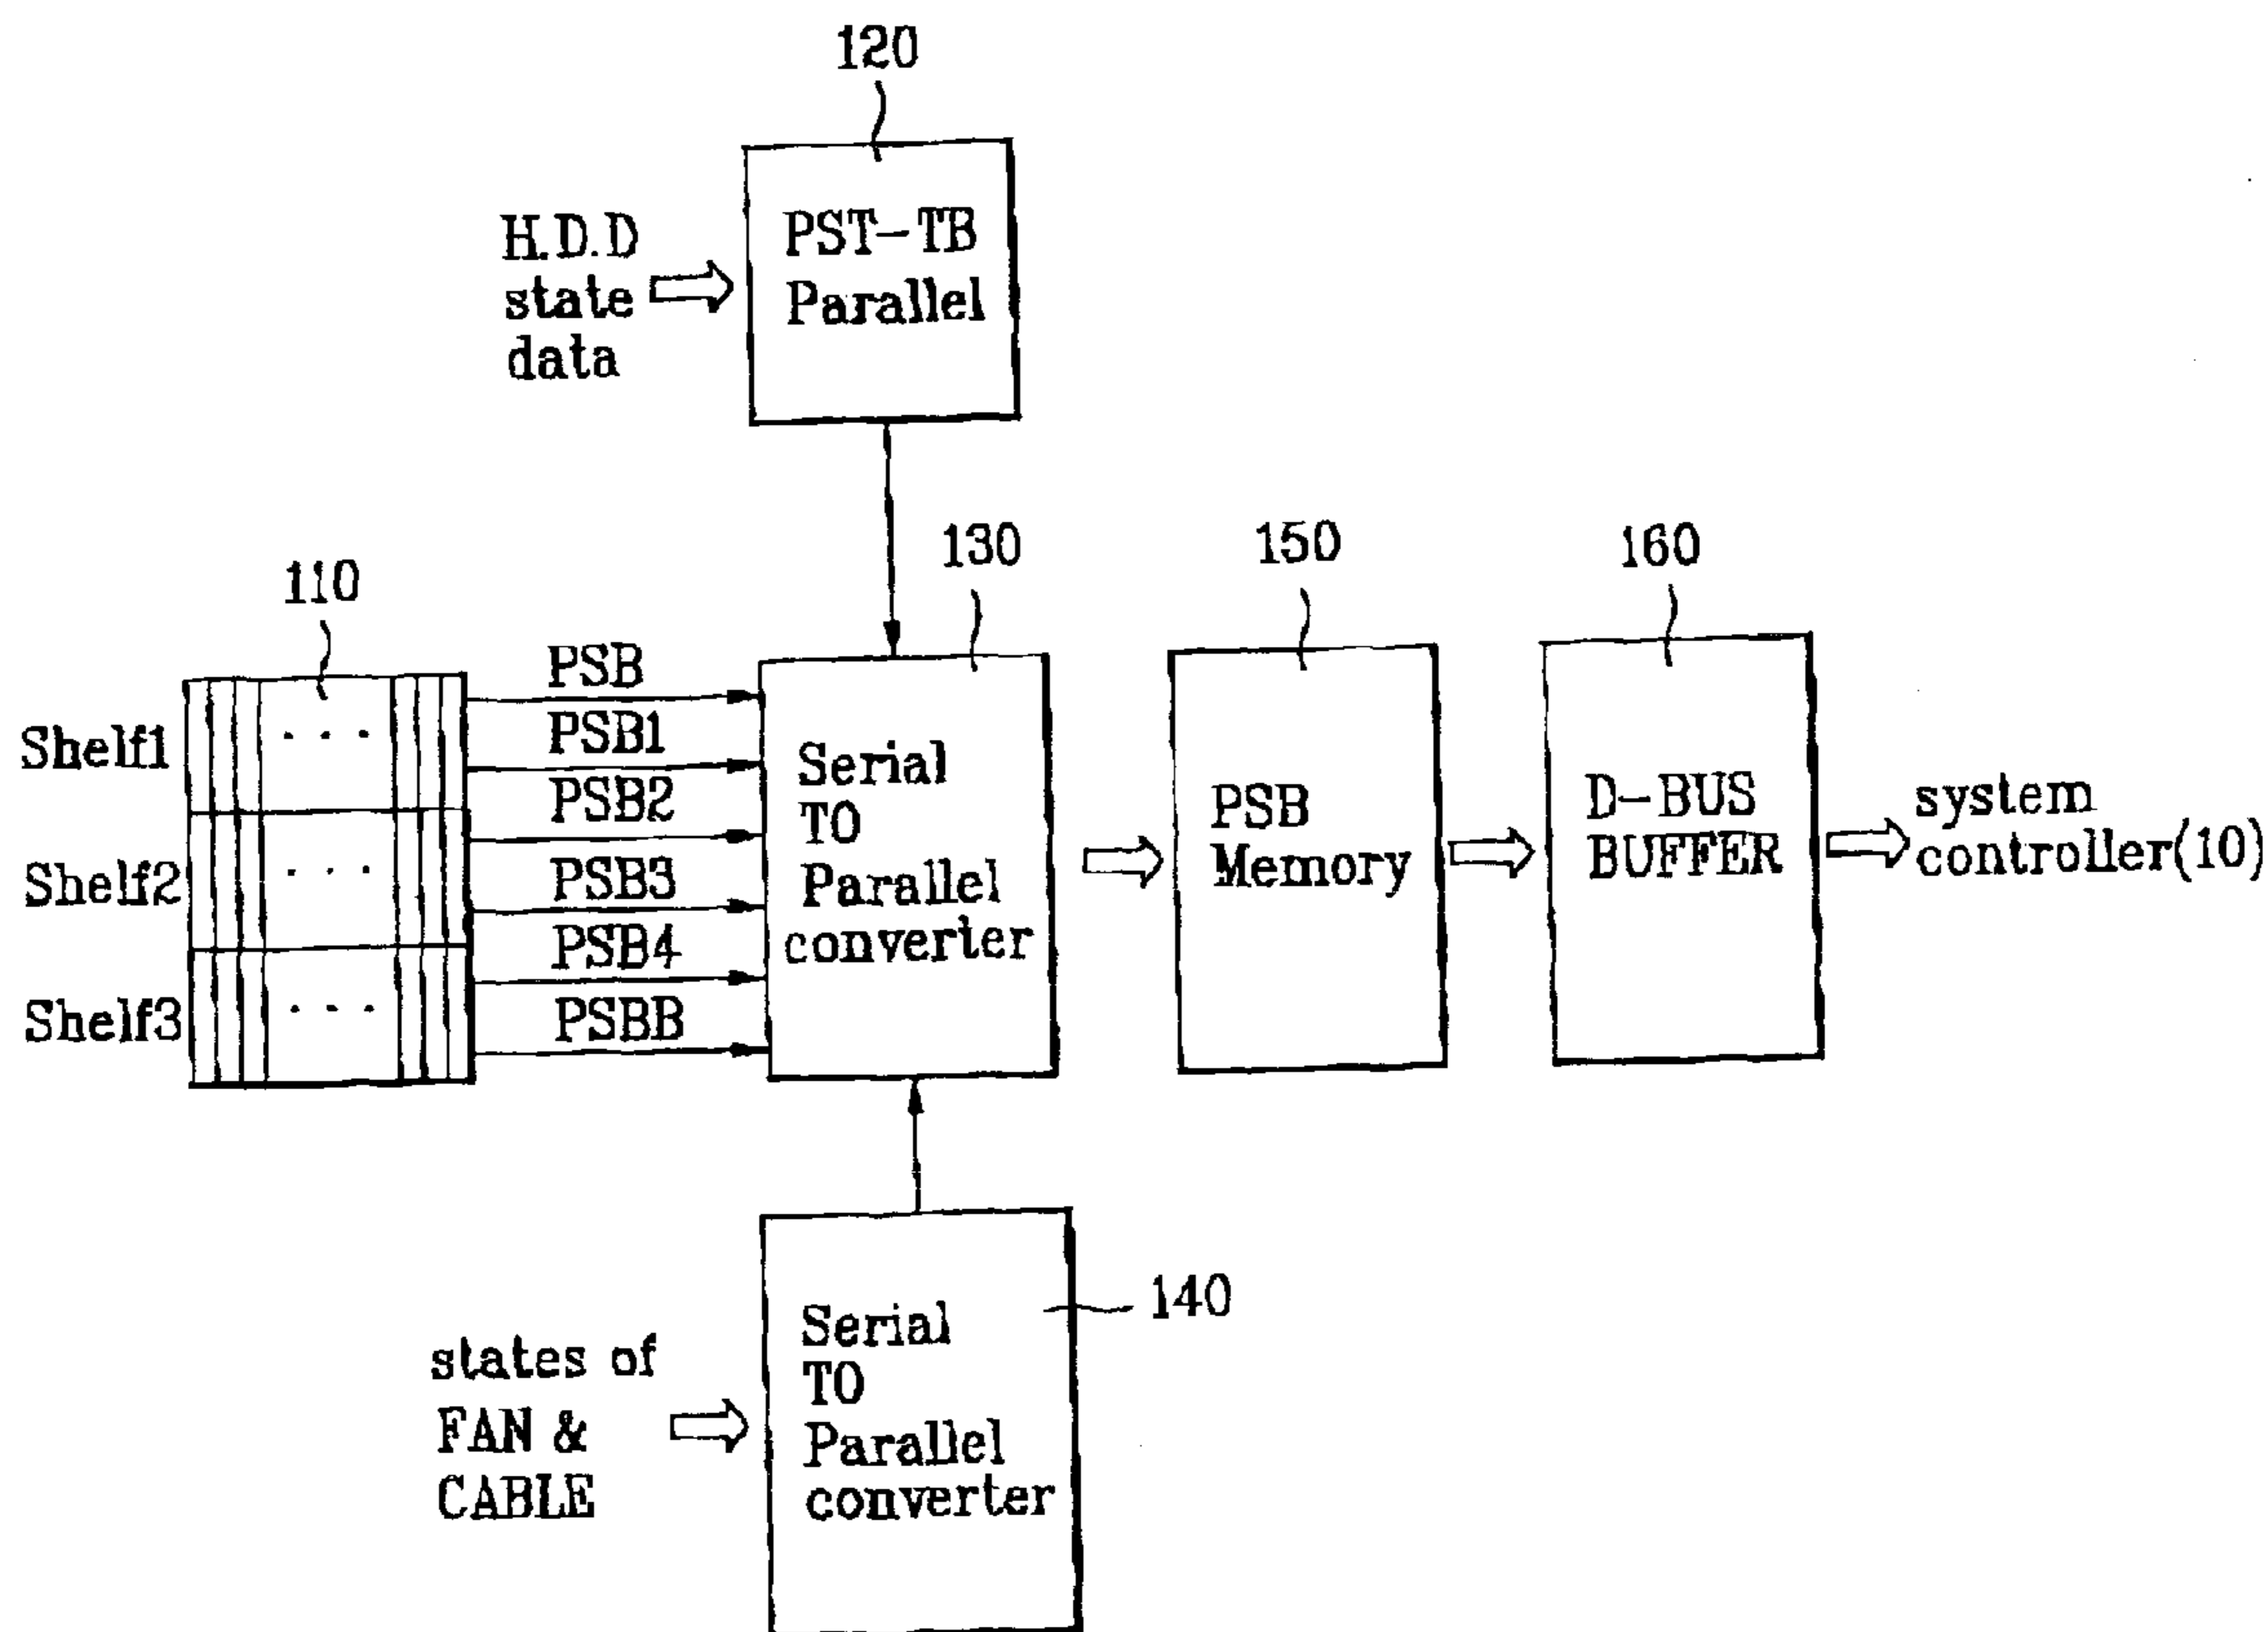 120
H.D.D
state
data
PST-TB
Parallel
110
130
150
160
Shelf1
Shelf2
Shelf3
PSB
PSB1
PSB2
PSB3
PSB4
PSBB
Serial
TO
Parallel
converter
PSB
Memory
D-BUS
BUFFER
system
controller(10)
states of
FAN &
CABLE
Serial
TO
Parallel
converter
140